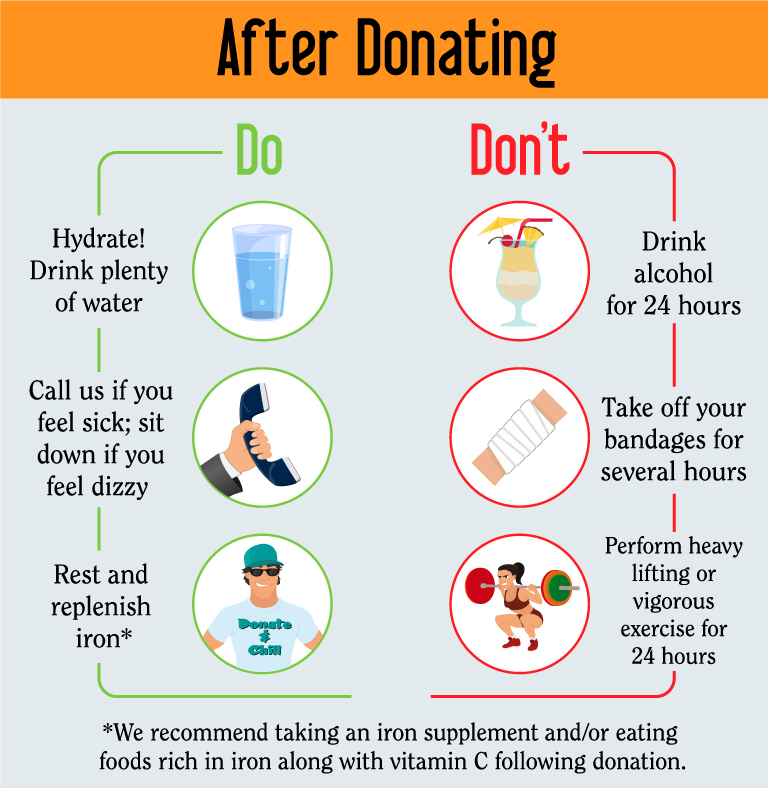 After Donating
Do
Hydrate!
Drink plenty
of water
Call us if you
feel sick; sit
down if you
feel dizzy
Rest and
replenish
iron*
Donate
&
Chill
Don't
Drink
alcohol
for 24 hours
Take off your
bandages for
several hours
Perform heavy
lifting or
vigorous
exercise for
24 hours
*We recommend taking an iron supplement and/or eating
foods rich in iron along with vitamin C following donation.